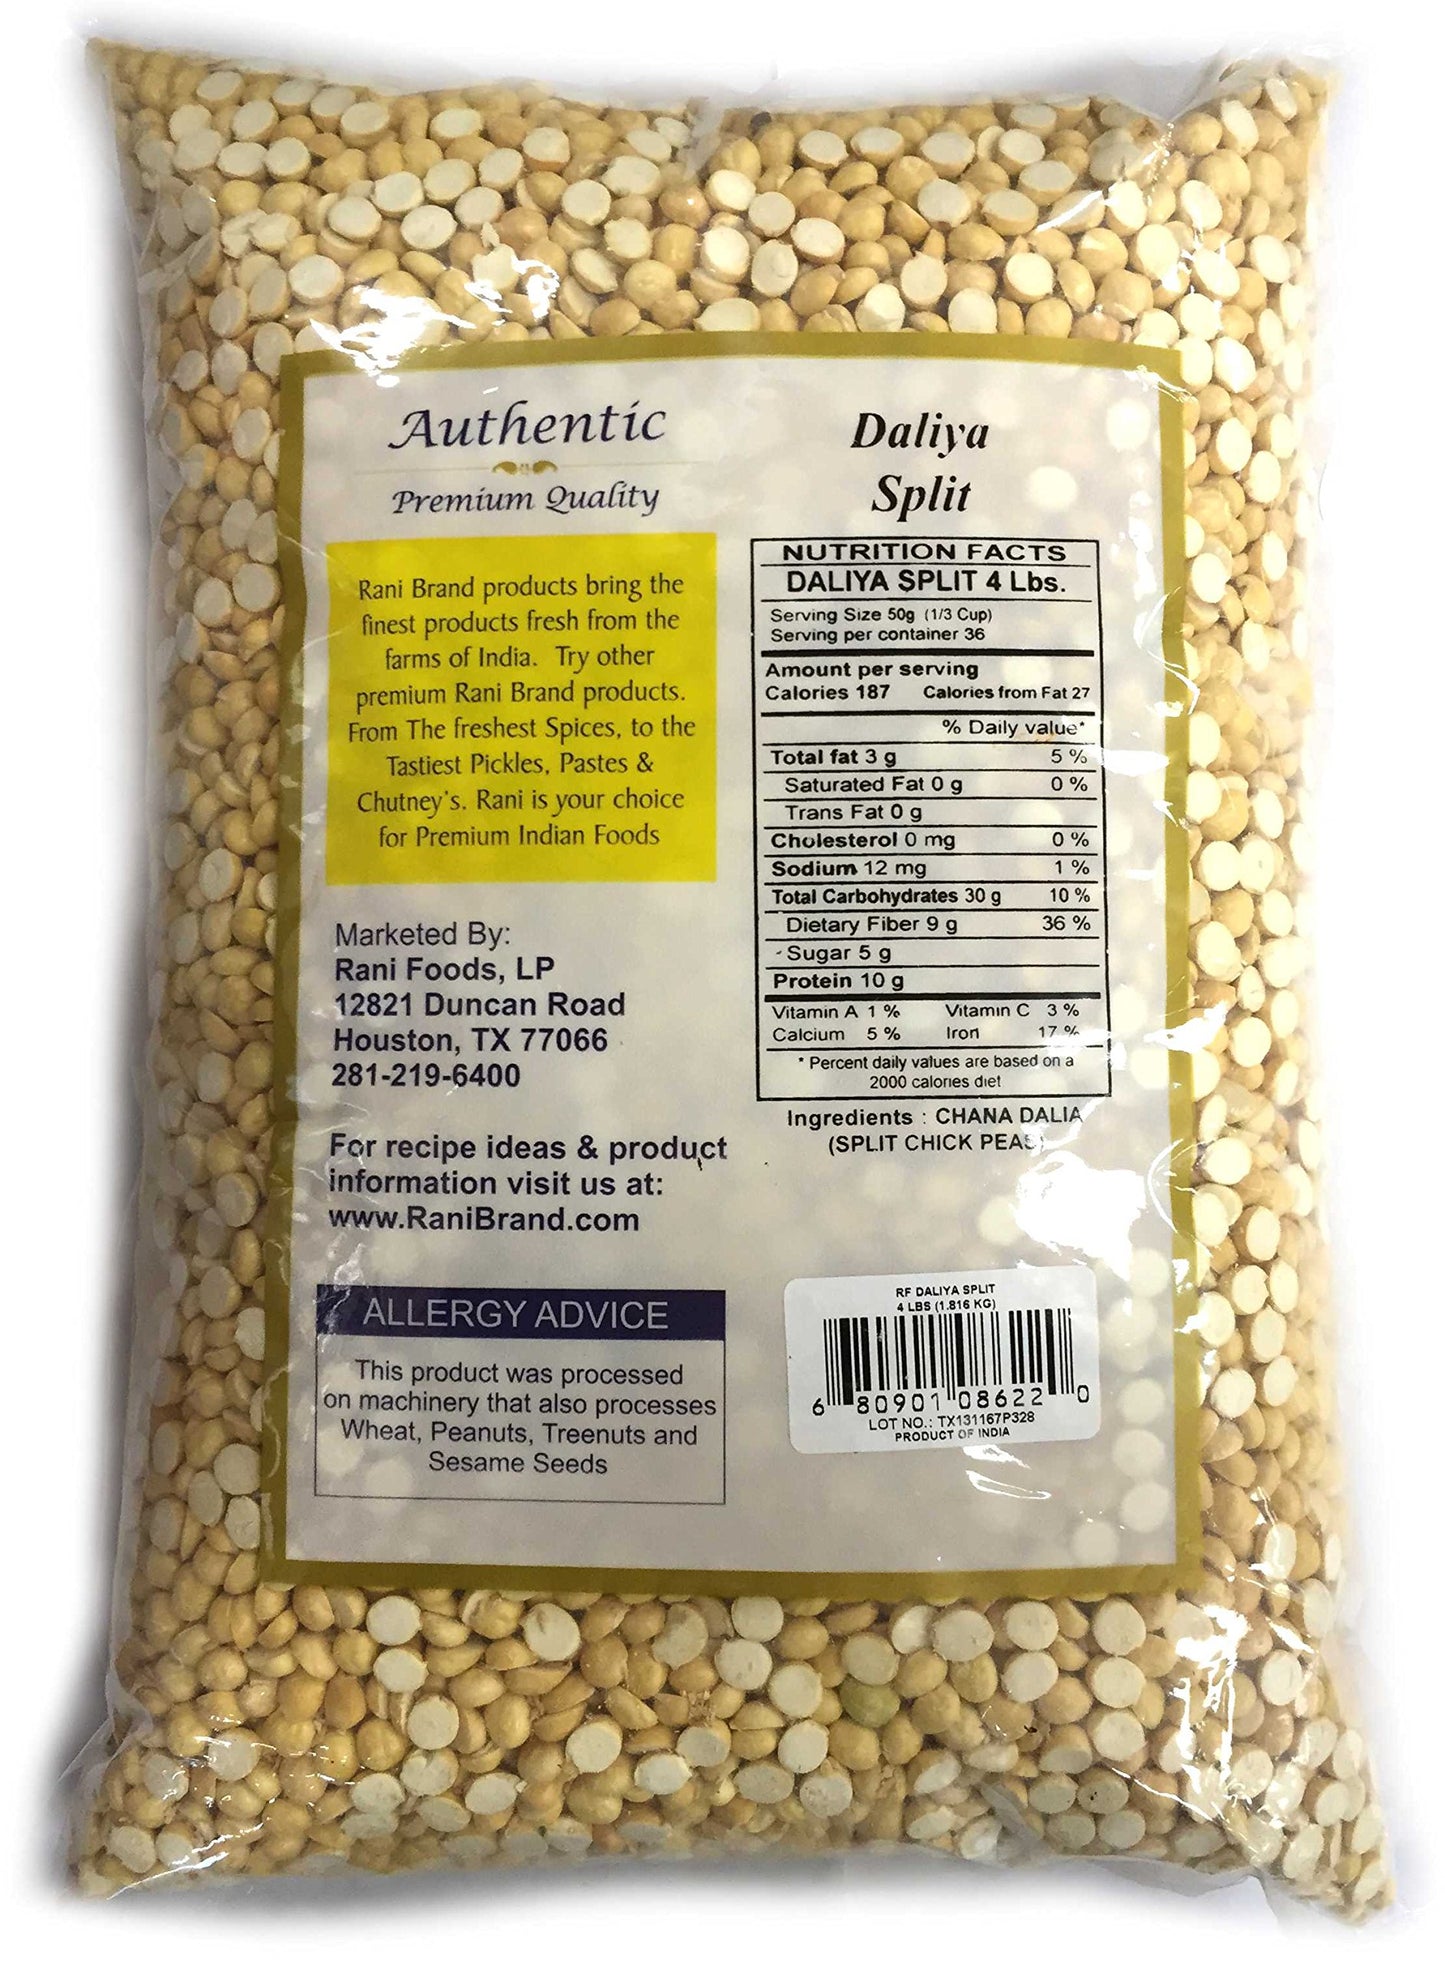 Authentic
Premium Quality
Rani Brand products bring the
finest products fresh from the
farms of India. Try other
premium Rani Brand products.
From The freshest Spices, to the
Tastiest Pickles, Pastes &
Chutney's. Rani is your choice
for Premium Indian Foods
Marketed By:
Rani Foods, LP
12821 Duncan Road
Houston, TX 77066
281-219-6400
For recipe ideas & product
information visit us at:
www.RaniBrand.com
ALLERGY ADVICE
This product was processed
on machinery that also processes
Wheat, Peanuts, Treenuts and
Sesame Seeds
Daliya
Split
NUTRITION FACTS
DALIYA SPLIT 4 Lbs.
Serving Size 50g (1/3 Cup)
Serving per container 36
Amount per serving
Calories 187 Calories from Fat 27
% Daily value*
Total fat 3 g 5 %
Saturated Fat 0 g 0 %
Trans Fat 0 g
Cholesterol 0 mg 0 %
Sodium 12 mg 1 %
Total Carbohydrates 30 g 10 %
Dietary Fiber 9 g 36 %
Sugar 5 g
Protein 10 g
Vitamin A 1 % Vitamin C 3 %
Calcium 5 % Iron 17 %
* Percent daily values are based on a
2000 calories diet
Ingredients : CHANA DALIA
(SPLIT CHICK PEAS)
RF DALIYA SPLIT
4 LBS (1.816 KG)
6 80901 08622 0
LOT NO.: TX131167P328
PRODUCT OF INDIA